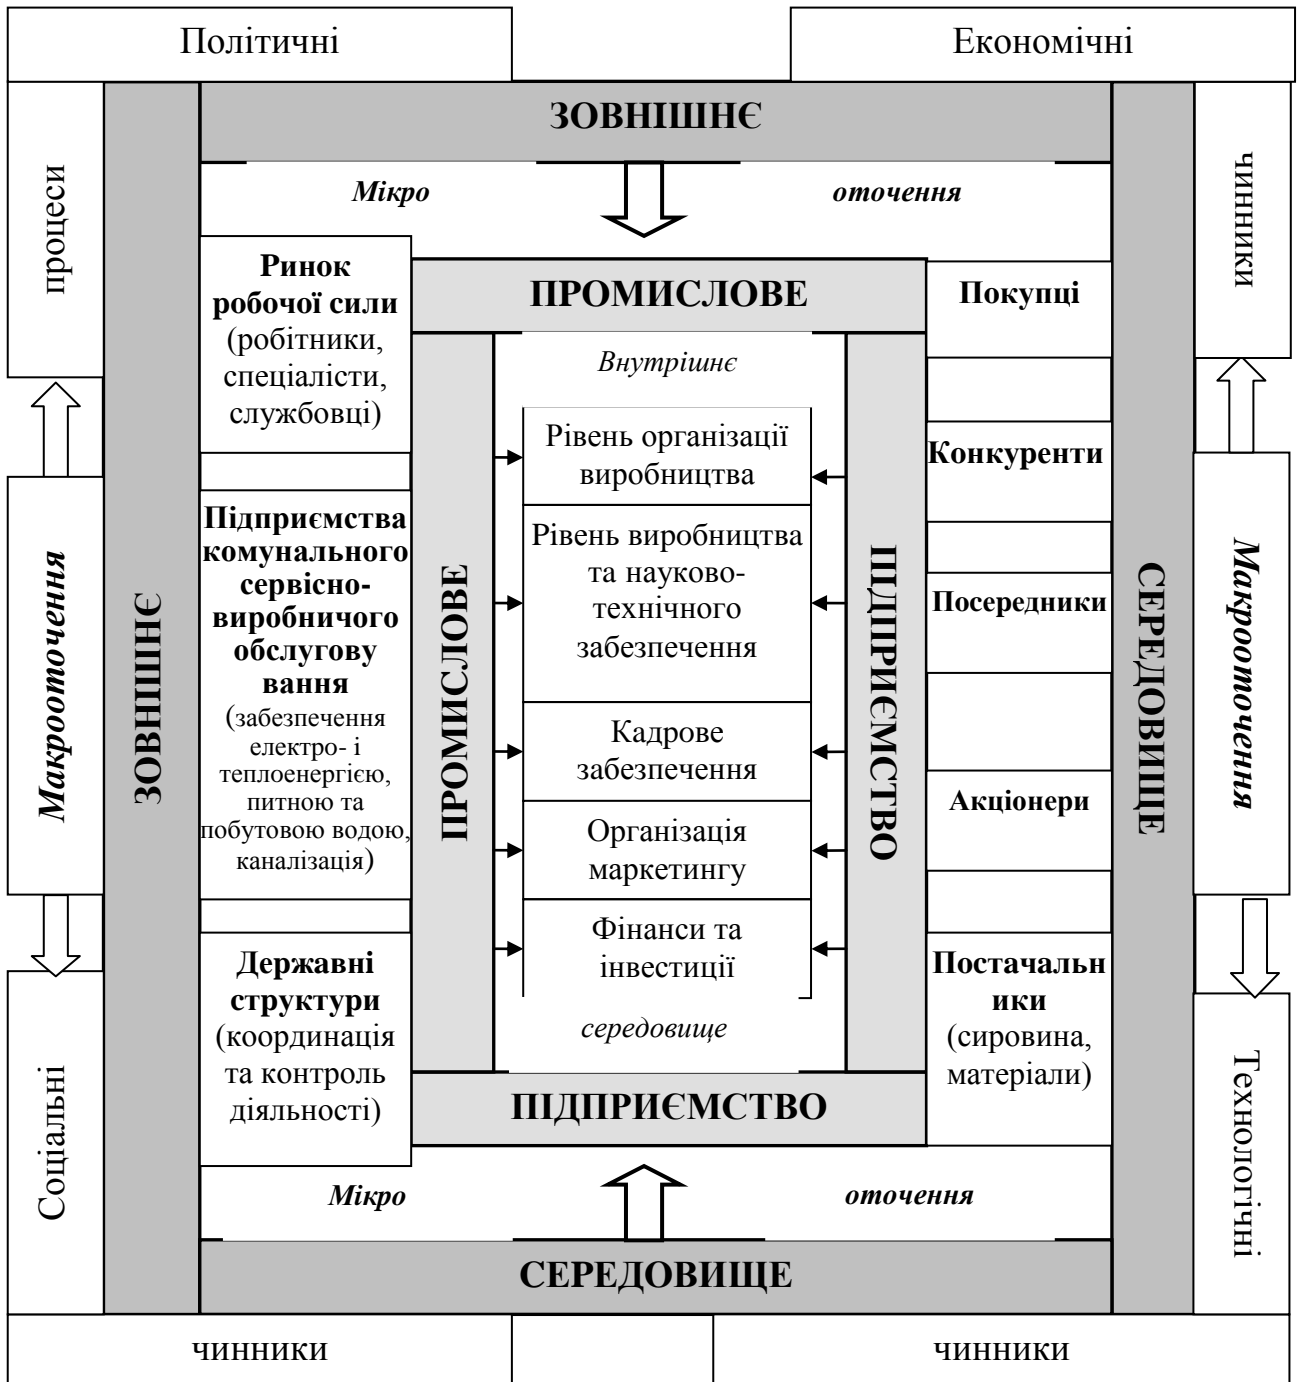 Політичні
Економічні
процеси
чинники
ЗОВНІШНЄ
Мікро
оточення
Ринок
робочої сили
(робітники,
спеціалісти,
службовці)
Підприємства
комунального
сервісно-
виробничого
обслугову
вання
(забезпечення
електро- і
теплоенергією,
питною та
побутовою водою,
каналізація)
Державні
структури
(координація
та контроль
діяльності)
ПРОМИСЛОВЕ
Внутрішнє
Рівень організації
виробництва
Рівень виробництва
та науково-
технічного
забезпечення
Кадрове
забезпечення
Організація
маркетингу
Фінанси та
інвестиції
середовище
ПРОМИСЛОВЕ
ПІДПРИЄМСТВО
ПІДПРИЄМСТВО
Покупці
Конкуренти
Посередники
Акціонери
Постачальн
ики
(сировина,
матеріали)
Макрооточення
ЗОВНІШНЄ
СЕРЕДОВИЩЕ
Макрооточення
Мікро
оточення
СЕРЕДОВИЩЕ
Соціальні
Технологічні
чинники
чинники